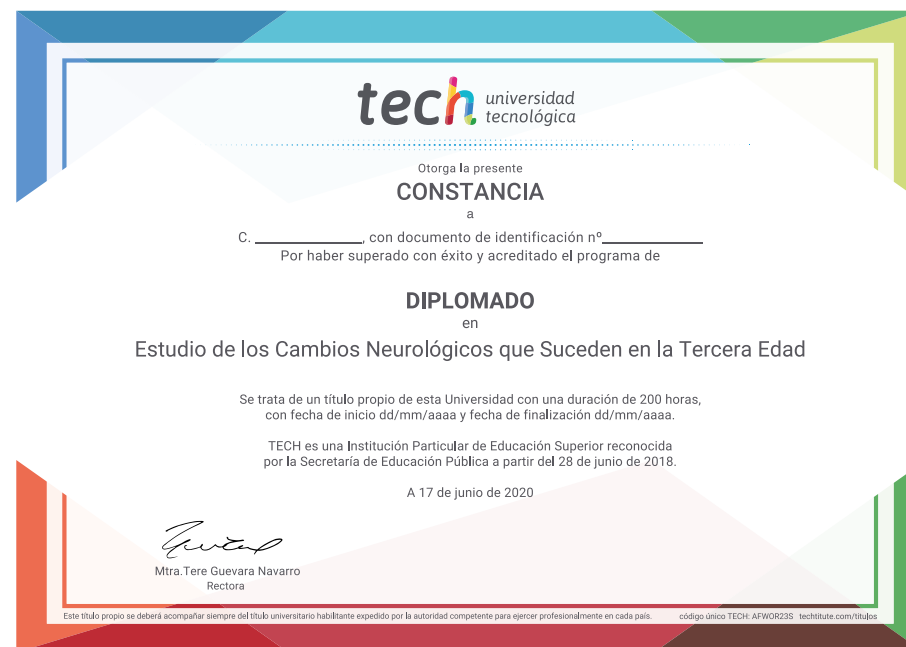 tech universidad
tecnológica
Otorga la presente
CONSTANCIA
a
C. ____________, con documento de identificación nº____________
Por haber superado con éxito y acreditado el programa de
DIPLOMADO
en
Estudio de los Cambios Neurológicos que Suceden en la Tercera Edad
Se trata de un título propio de esta Universidad con una duración de 200 horas,
con fecha de inicio dd/mm/aaaa y fecha de finalización dd/mm/aaaa.
TECH es una Institución Particular de Educación Superior reconocida
por la Secretaría de Educación Pública a partir del 28 de junio de 2018.
A 17 de junio de 2020
Mtra.Tere Guevara Navarro
Rectora
Este título propio se deberá acompañar siempre del título universitario habilitante expedido por la autoridad competente para ejercer profesionalmente en cada país. código único TECH: AFWOR23S techtitute.com/titulos